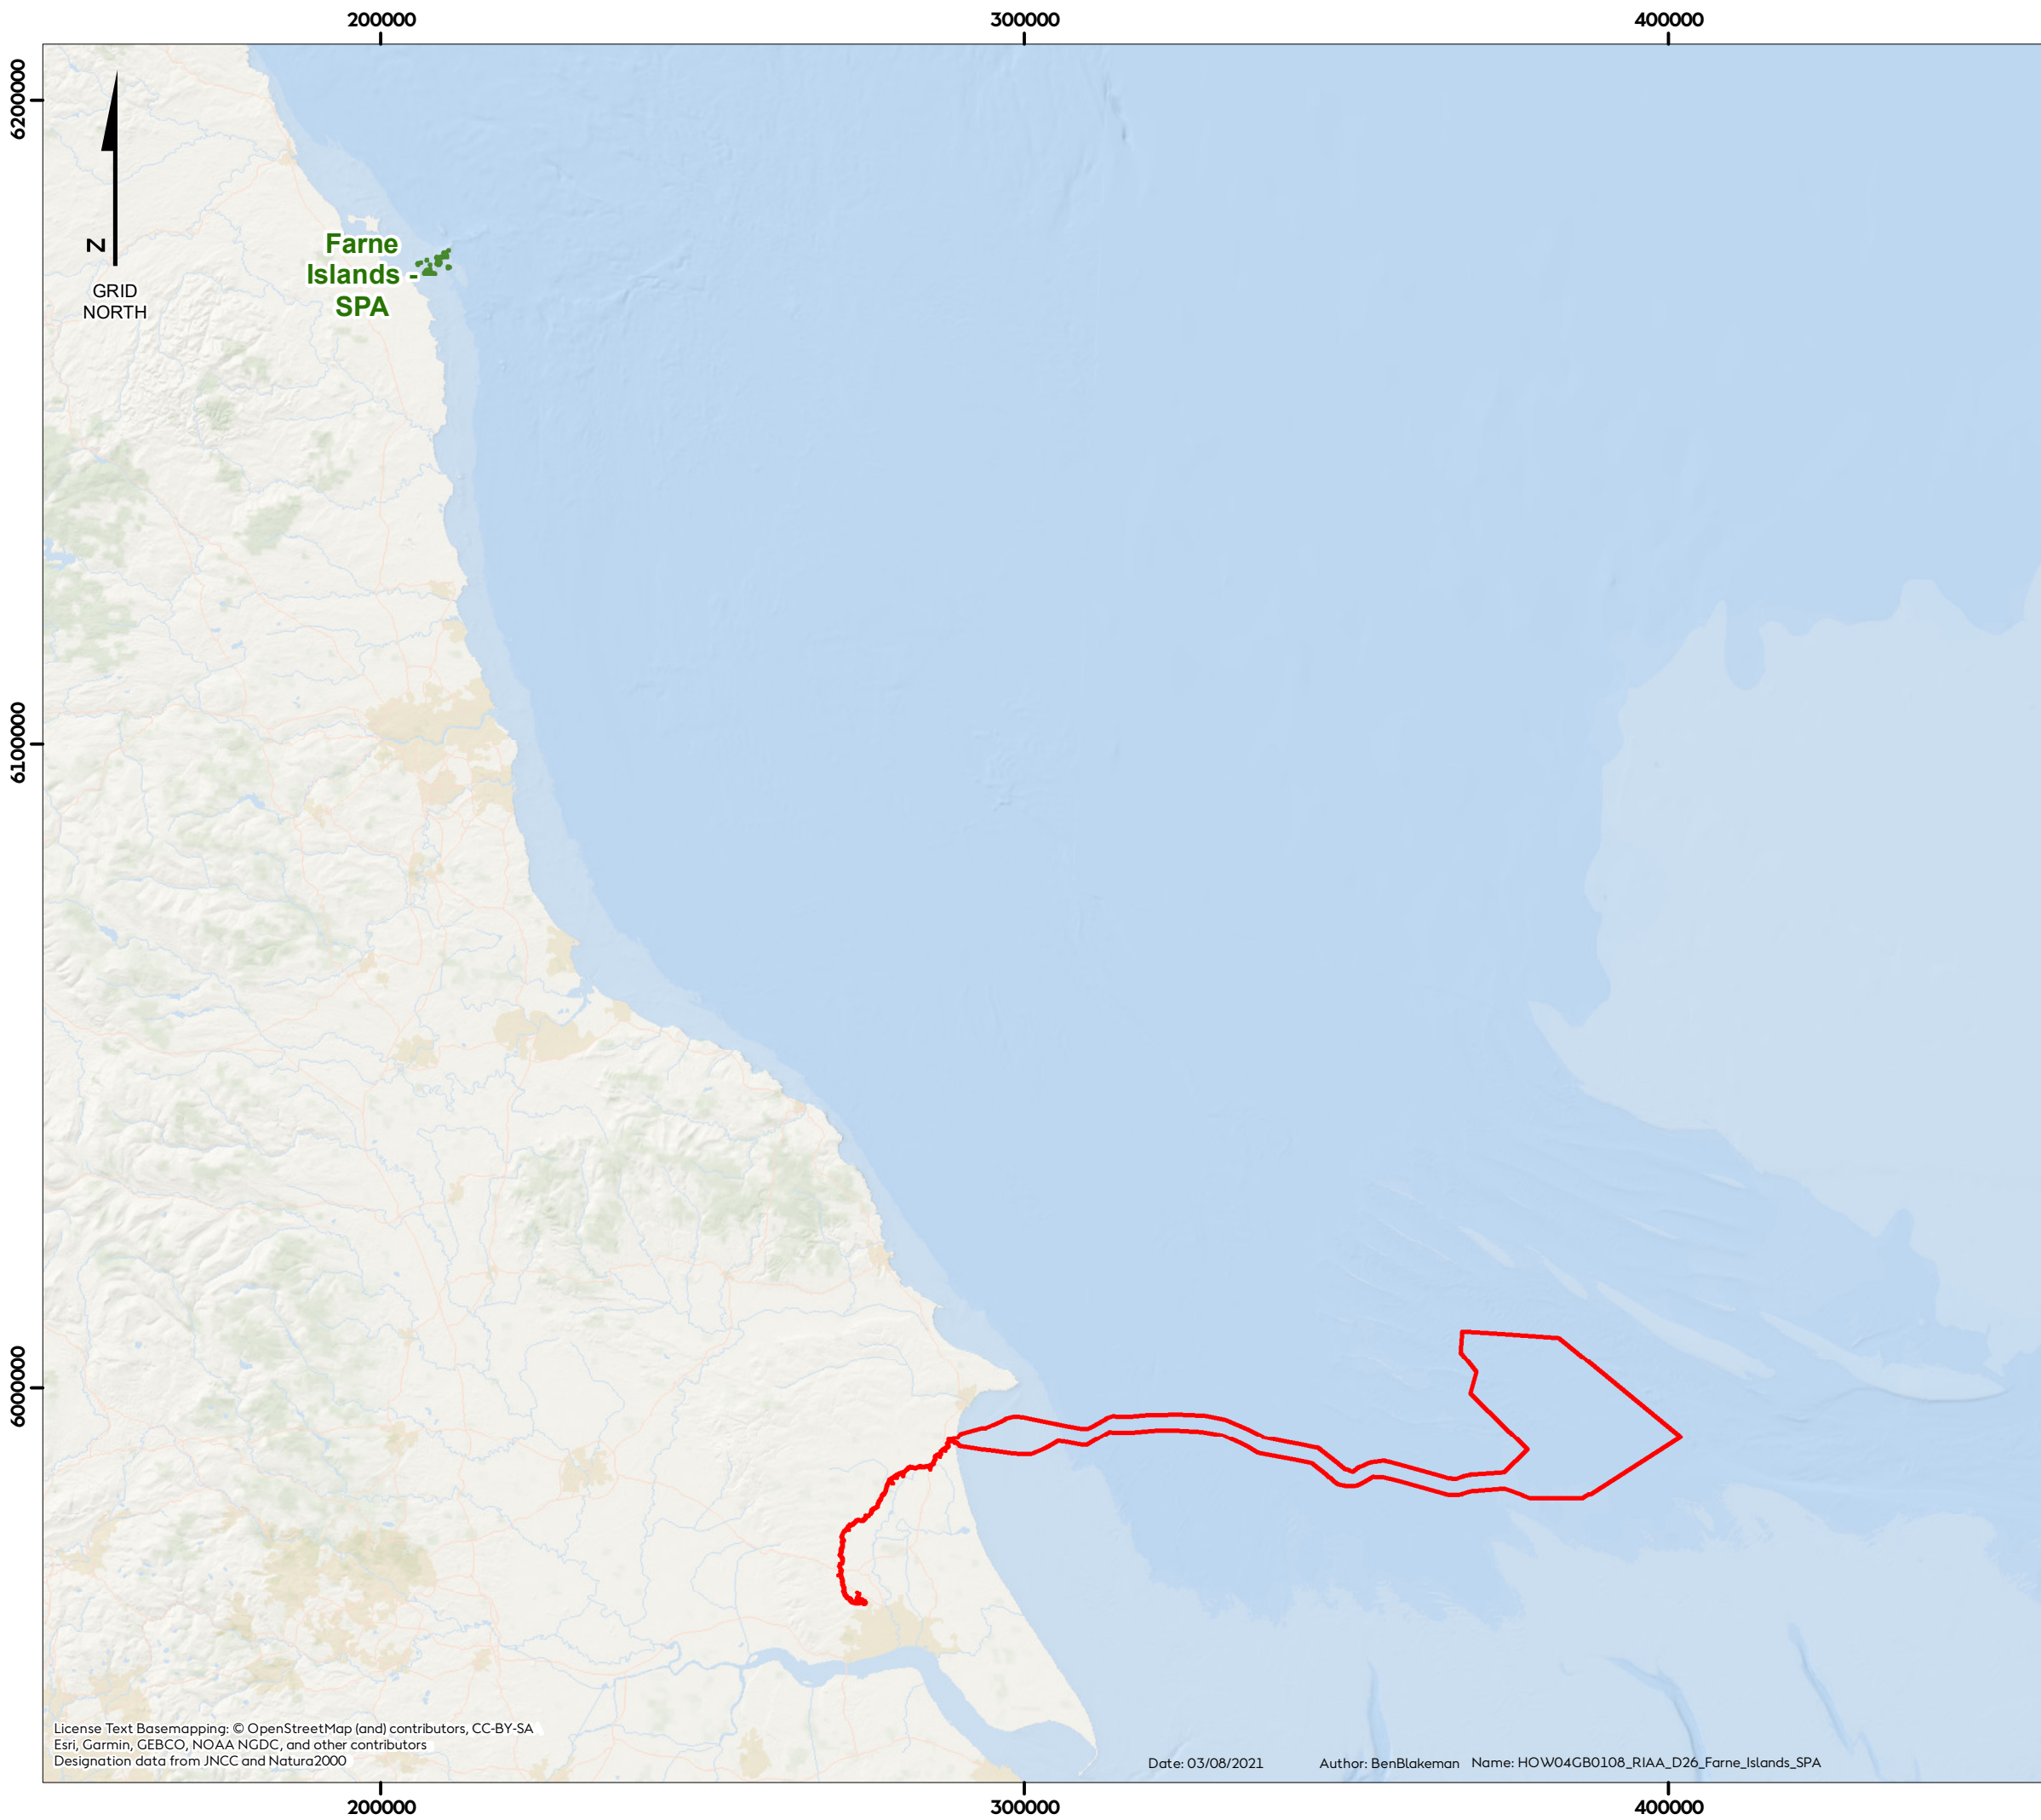 200000
300000
400000
6200000
N
GRID
NORTH
Farne
Islands -
SPA
6100000
6000000
License Text Basemapping: © OpenStreetMap (and) contributors, CC-BY-SA
Esri, Garmin, GEBCO, NOAA NGDC, and other contributors
Designation data from JNCC and Natura2000
Date: 03/08/2021
Author: BenBlakeman
Name: HOW04GB0108_RIAA_D26_Farne_Islands_SPA
200000
300000
400000